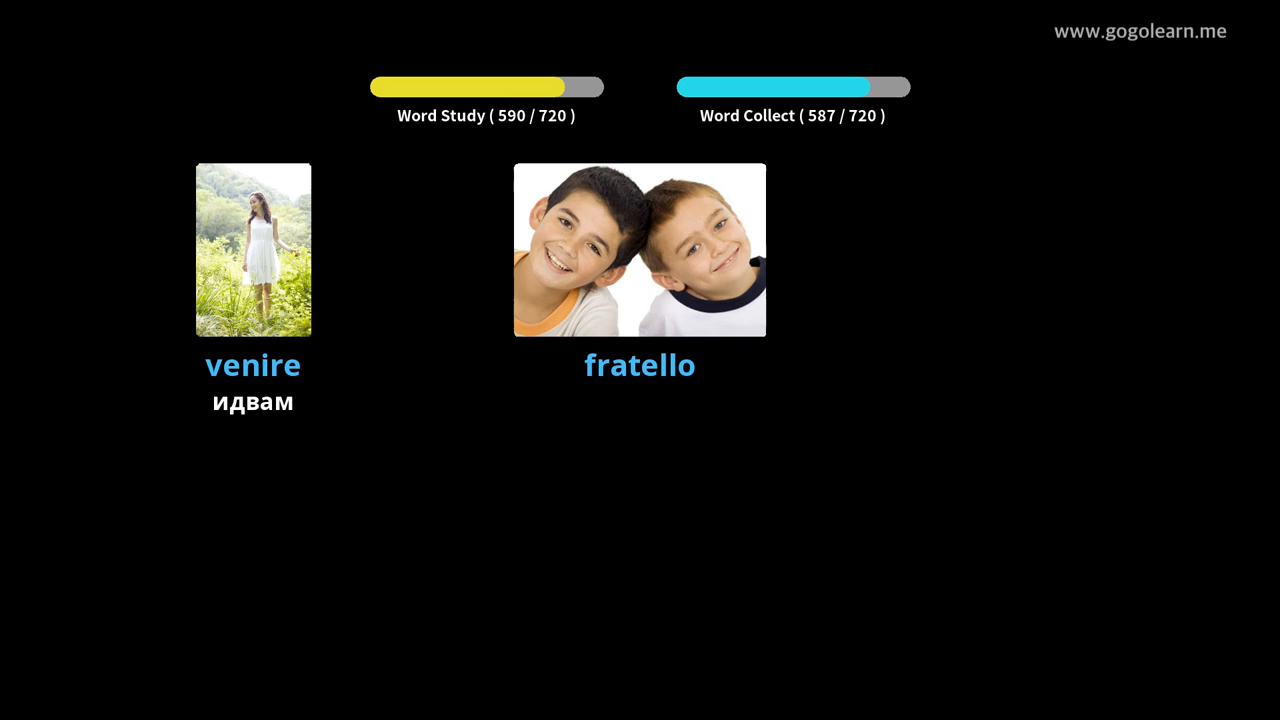 www.gogolearn.me
Word Study ( 590 / 720 )
Word Collect ( 587 / 720 )
venire
fratello
идвам